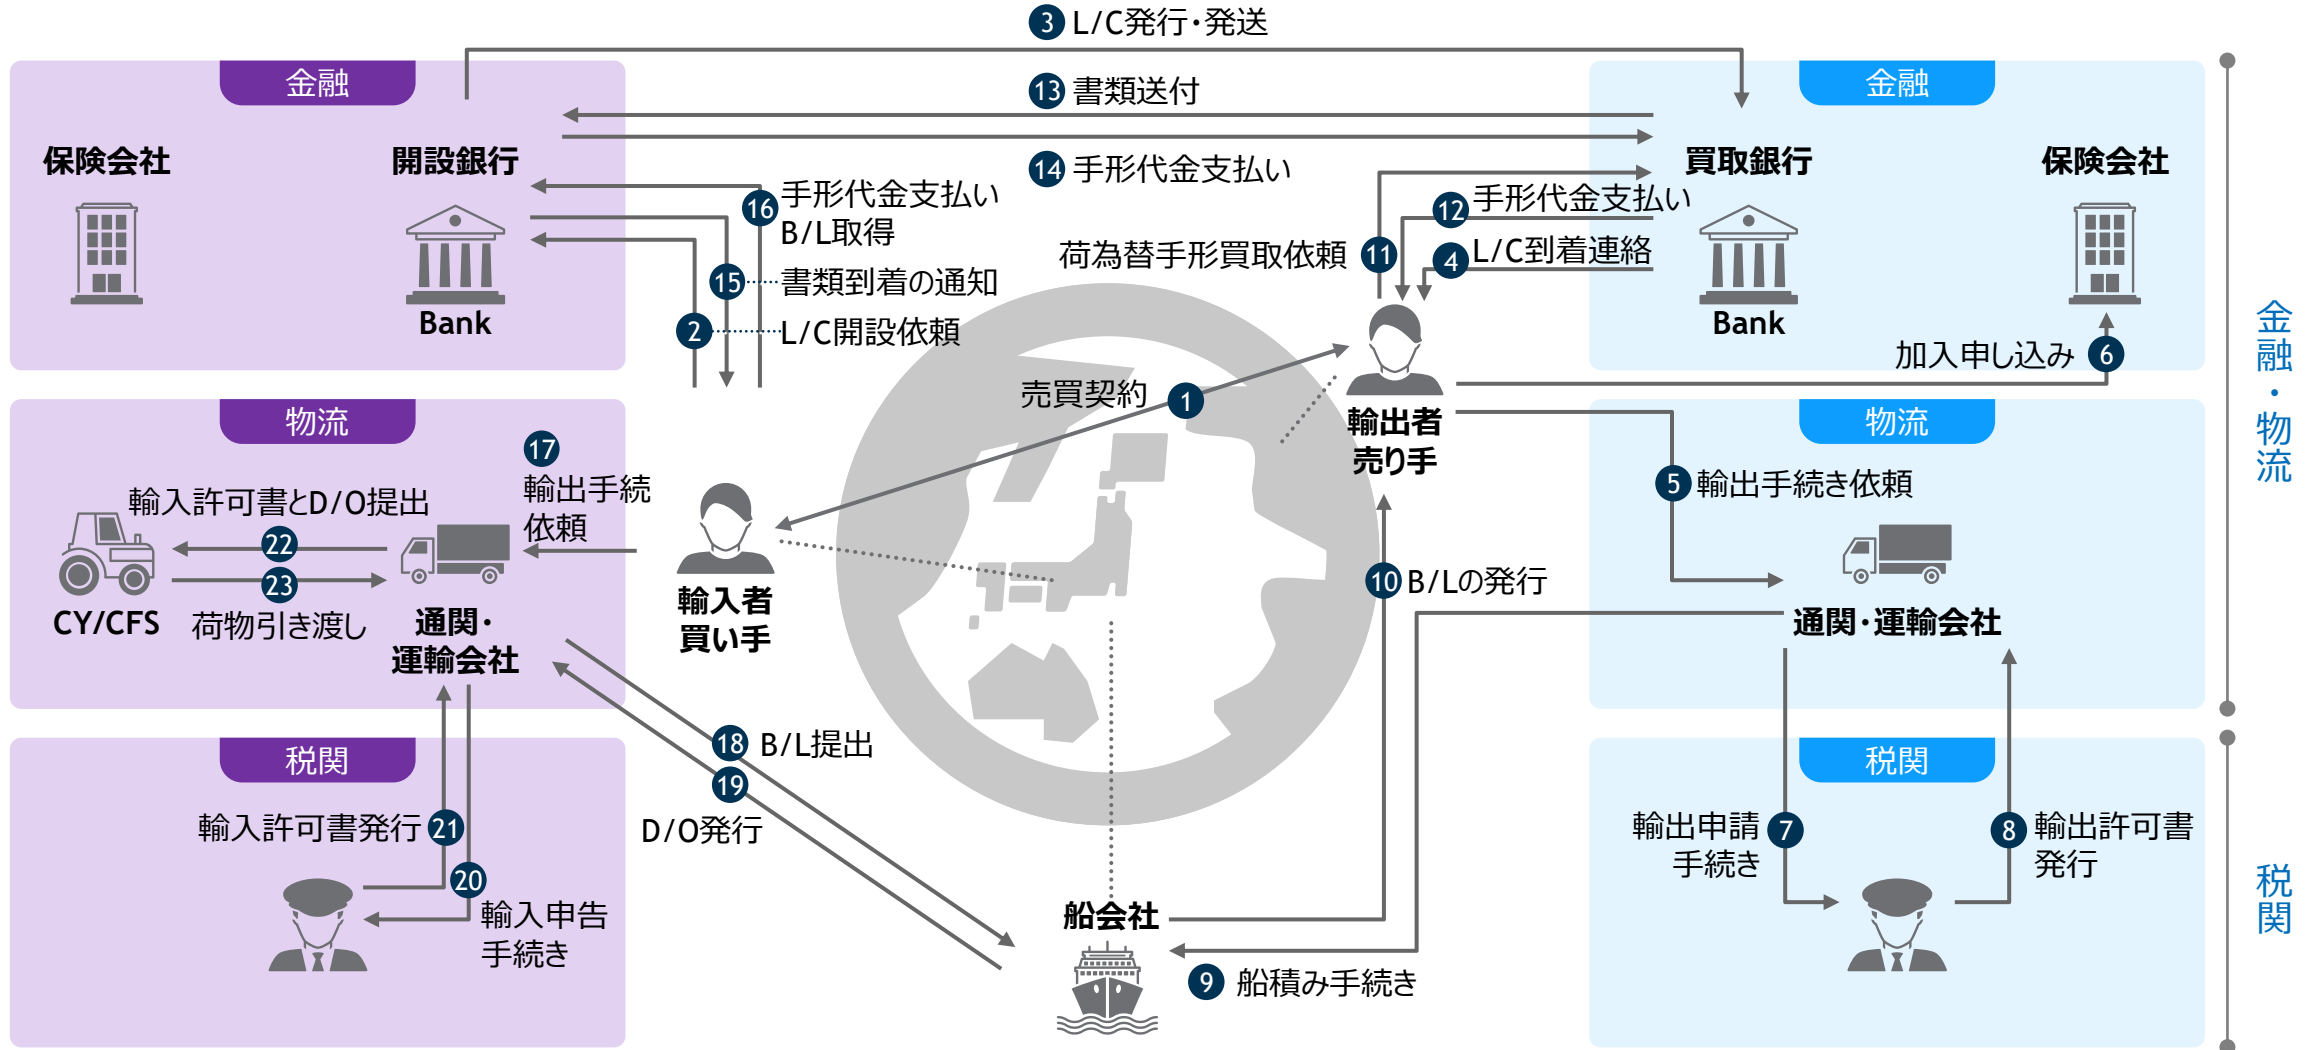 3 L/C発行・発送
金融
13 書類送付
金融
保険会社
開設銀行
14 手形代金支払い
買取銀行
保険会社
16 手形代金支払い
B/L取得
12 手形代金支払い
荷為替手形買取依頼 11
4 L/C到着連絡
15 書類到着の通知
Bank
2 L/C開設依頼
Bank
加入申し込み 6
金融・物流
売買契約 1
輸出者
売り手
物流
物流
17
輸出手続
依頼
5 輸出手続き依頼
輸入許可書とD/O提出
22
23
CY/CFS
荷物引き渡し
通関・
運輸会社
輸入者
買い手
10 B/Lの発行
通関・運輸会社
18 B/L提出
19
D/O発行
税関
税関
輸入許可書発行 21
20
輸入申告
手続き
輸出申請
手続き
7
8 輸出許可書
発行
税関
船会社
9 船積み手続き